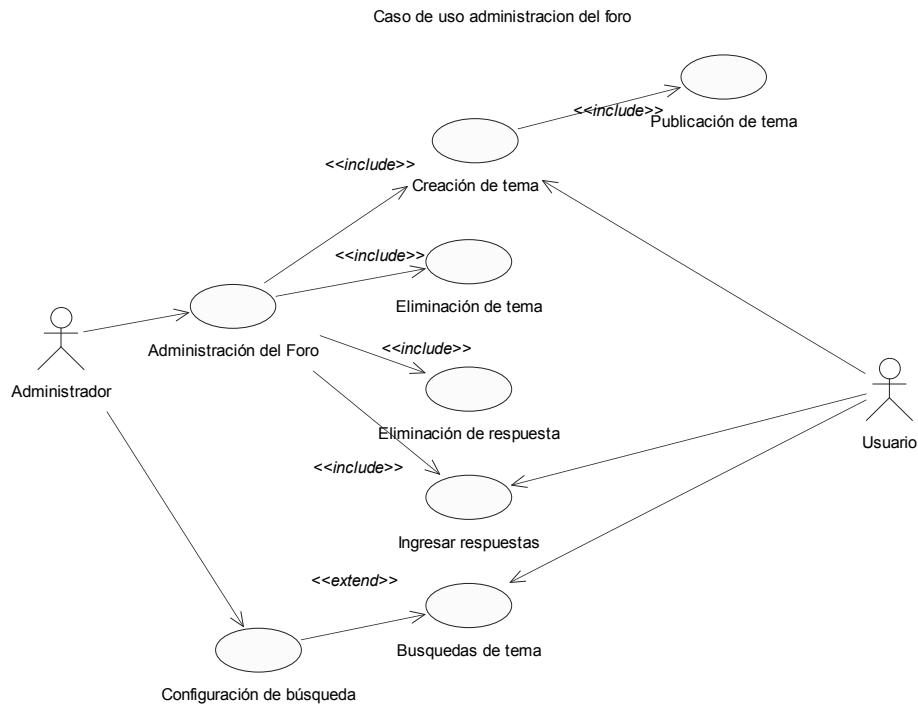 Caso de uso administracion del foro
<<include>>
Publicación de tema
<<include>>
Creación de tema
<<include>>
Eliminación de tema
Administración del Foro
<<include>>
Administrador
Eliminación de respuesta
Usuario
<<include>>
Ingresar respuestas
<<extend>>
Busquedas de tema
Configuración de búsqueda